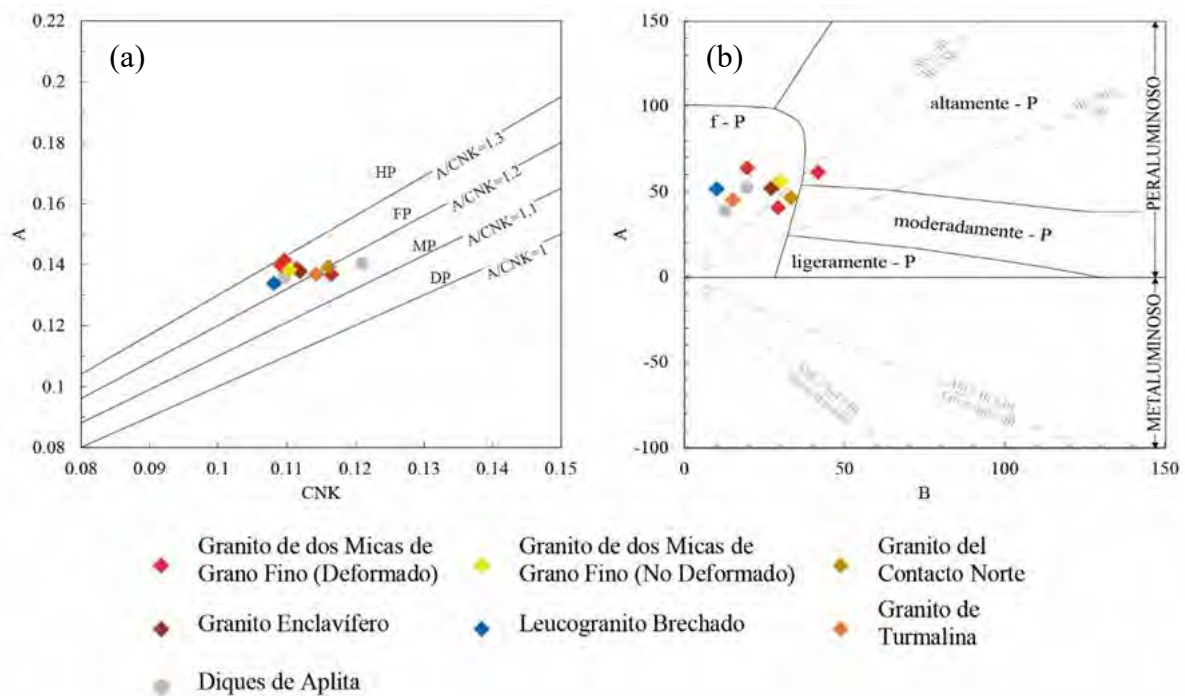 0.22
0.2
0.18
0.16
0.14
0.12
0.1
0.08
0.08
0.09
0.10
0.11
0.12
0.13
0.14
0.15
A
CNK
(a)
HP
FP
MP
DP
A/CNK=1,3
A/CNK=1,2
A/CNK=1,1
A/CNK=1
150
100
50
0
-50
-100
0
50
100
150
A
B
(b)
f - P
altamente - P
moderadamente - P
ligeramente - P
PERALUMINOSO
METALUMINOSO
Granito de dos Micas de
Grano Fino (Deformado)
Granito de dos Micas de
Grano Fino (No Deformado)
Granito del
Contacto Norte
Granito Enclavífero
Leucogranito Brechado
Granito de
Turmalina
Diques de Aplita